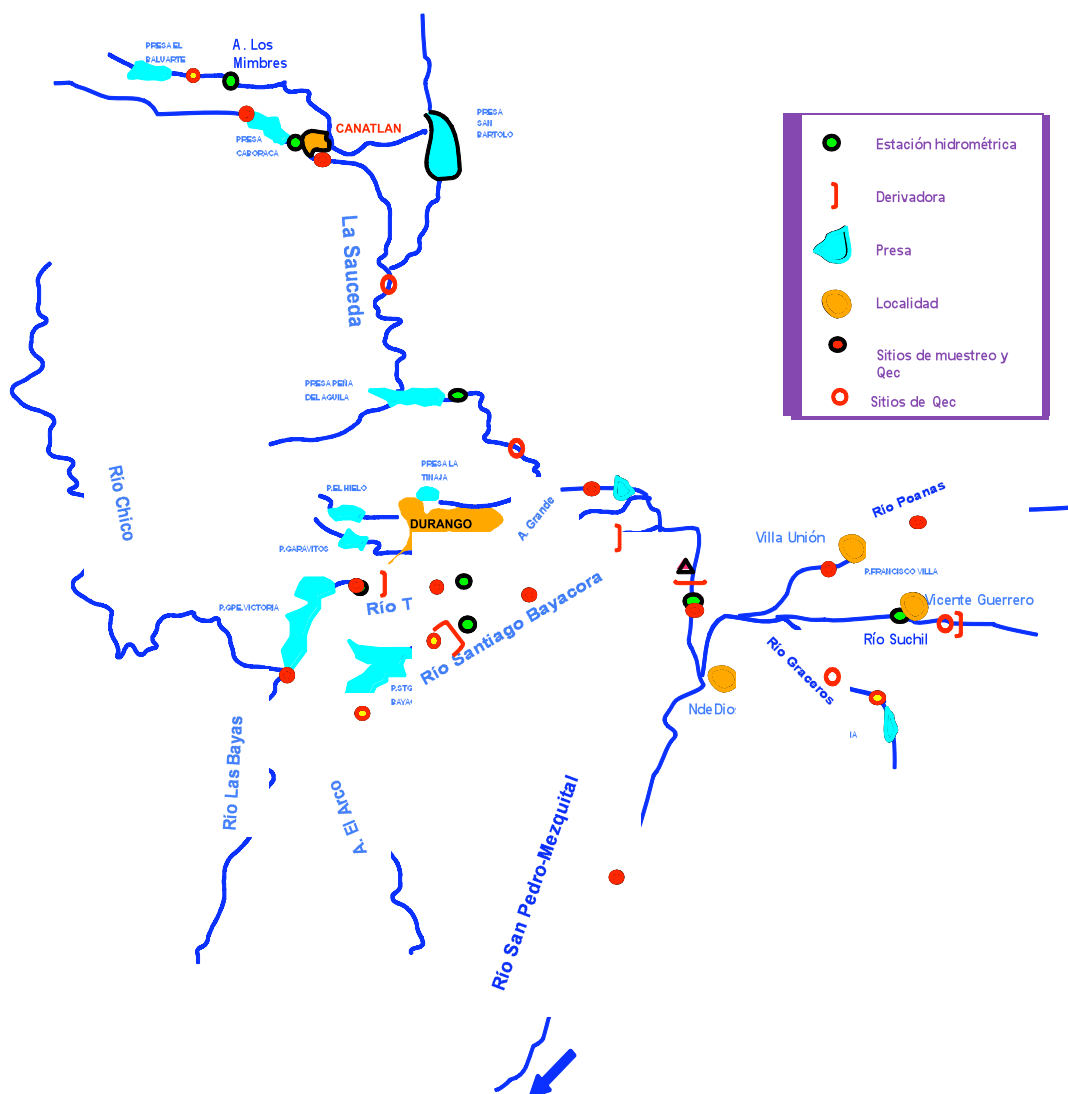 PRESA EL
BALUARTE
A. Los
Mimbres
PRESA
SAN
BARTOLO
CANATLAN
PRESA
CABORACA
La Sauceda
Estación hidrométrica
Derivadora
Presa
Localidad
Sitios de muestreo y
Qec
Sitios de Qec
PRESA PEÑA
DEL AGUILA
Río Chico
PRESA LA
TINAJA
P.EL HIELO
DURANGO
P.GARAVITOS
A. Grande
Río Poanas
Villa Unión
P.FRANCISCO VILLA
Vicente Guerrero
P.GPE.VICTORIA
Río T
Río Santiago Bayacora
Río Suchil
Río Graceros
P.STG
BAYA
NdeDios
IA
Río Las Bayas
A. El Arco
Río San Pedro-Mezquital